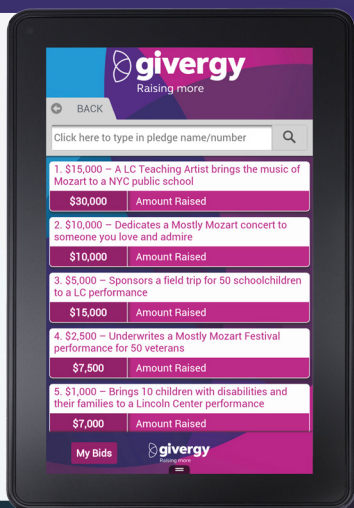 givergy
Raising more
BACK
Click here to type in pledge name/number
1. $15,000 – A LC Teaching Artist brings the music of
Mozart to a NYC public school
$30,000 Amount Raised
2. $10,000 – Dedicates a Mostly Mozart concert to
someone you love and admire
$10,000 Amount Raised
3. $5,000 – Sponsors a field trip for 50 schoolchildren
to a LC performance
$15,000 Amount Raised
4. $2,500 – Underwrites a Mostly Mozart Festival
performance for 50 veterans
$7,500 Amount Raised
5. $1,000 – Brings 10 children with disabilities and
their families to a Lincoln Center performance
$7,000 Amount Raised
My Bids
givergy
Raising more